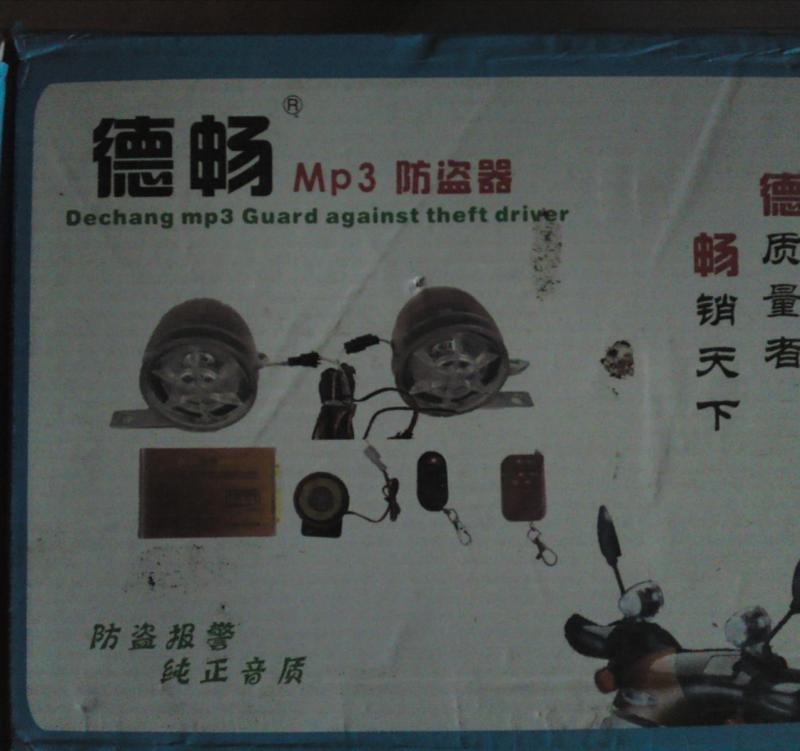 德畅®
Mp3 防盗器
Dechang mp3 Guard against theft driver
德质量者
畅销天下
防盗报警
纯正音质